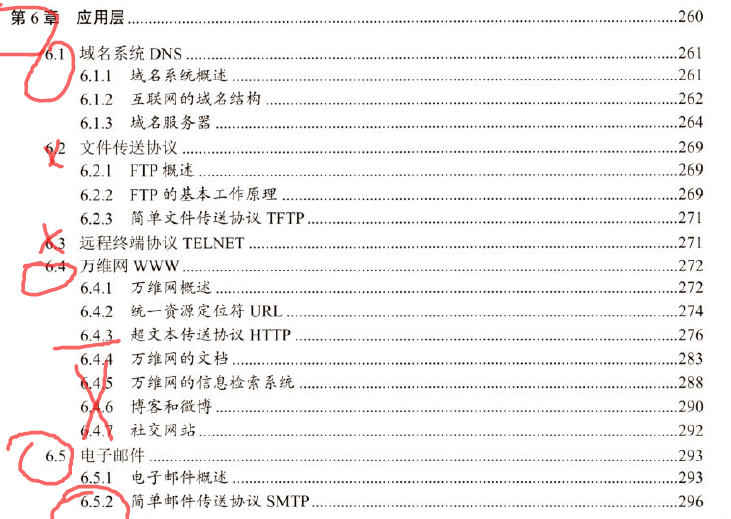 第6章 应用层 260
6.1 域名系统 DNS 261
6.1.1 域名系统概述 261
6.1.2 互联网的域名结构 262
6.1.3 域名服务器 264
6.2 文件传送协议 269
6.2.1 FTP 概述 269
6.2.2 FTP 的基本工作原理 269
6.2.3 简单文件传送协议 TFTP 271
6.3 远程终端协议 TELNET 271
6.4 万维网 WWW 272
6.4.1 万维网概述 272
6.4.2 统一资源定位符 URL 274
6.4.3 超文本传送协议 HTTP 276
6.4.4 万维网的文档 283
6.4.5 万维网的信息检索系统 288
6.4.6 博客和微博 290
6.4.7 社交网站 292
6.5 电子邮件 293
6.5.1 电子邮件概述 293
6.5.2 简单邮件传送协议 SMTP 296